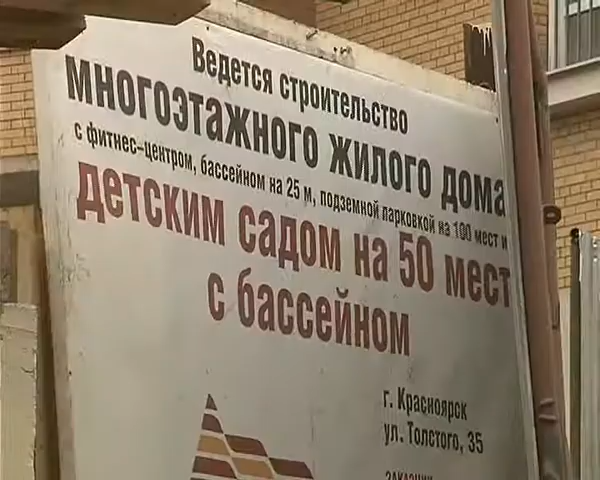 Ведется строительство
многоэтажного жилого дома
с фитнес-центром, бассейном на 25 м, подземной парковкой на 100 мест и
детским садом на 50 мест
с бассейном
г. Красноярск
ул. Толстого, 35